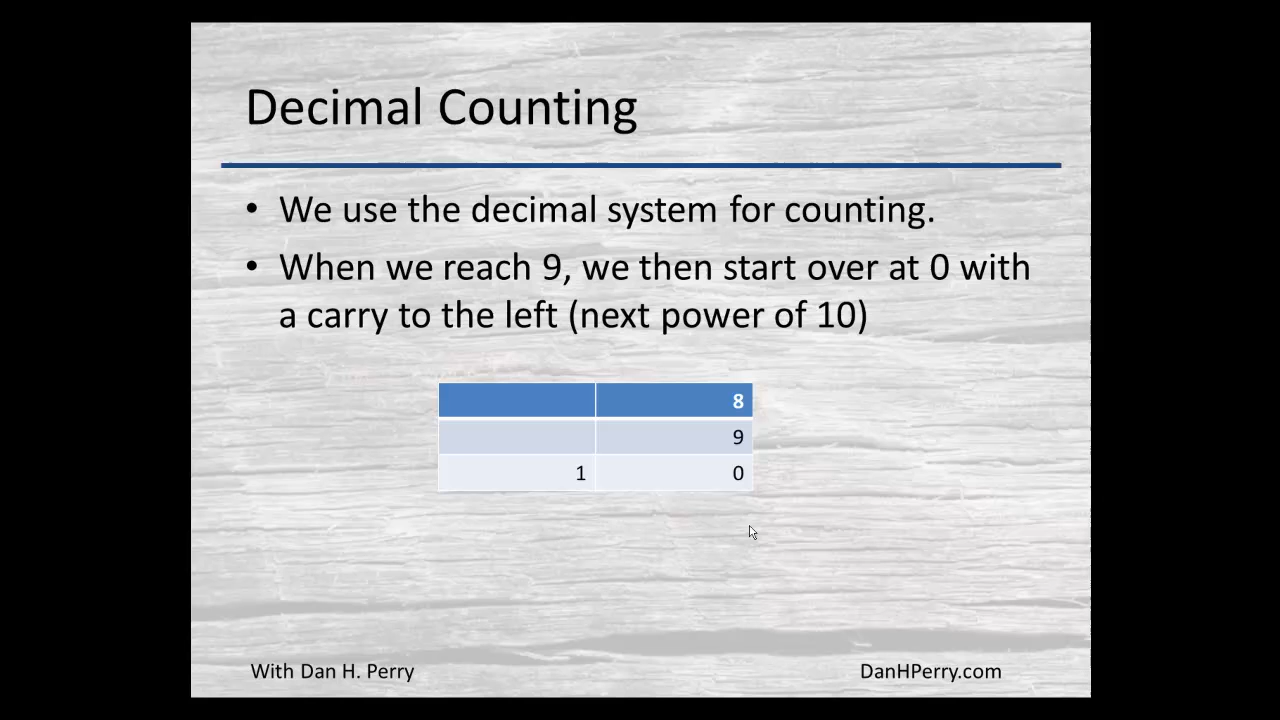 Decimal Counting
• We use the decimal system for counting.
• When we reach 9, we then start over at 0 with
a carry to the left (next power of 10)
8
9
1 0
With Dan H. Perry
DanHPerry.com